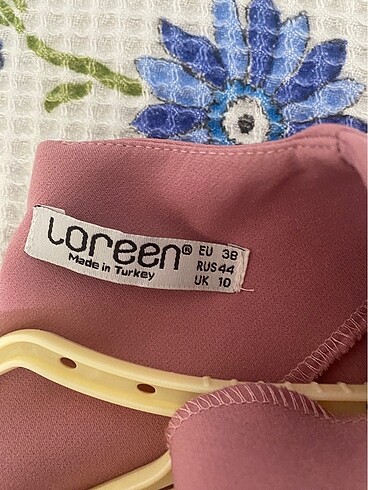 Loreen®
Made in Turkey
EU 38
RUS 44
UK 10